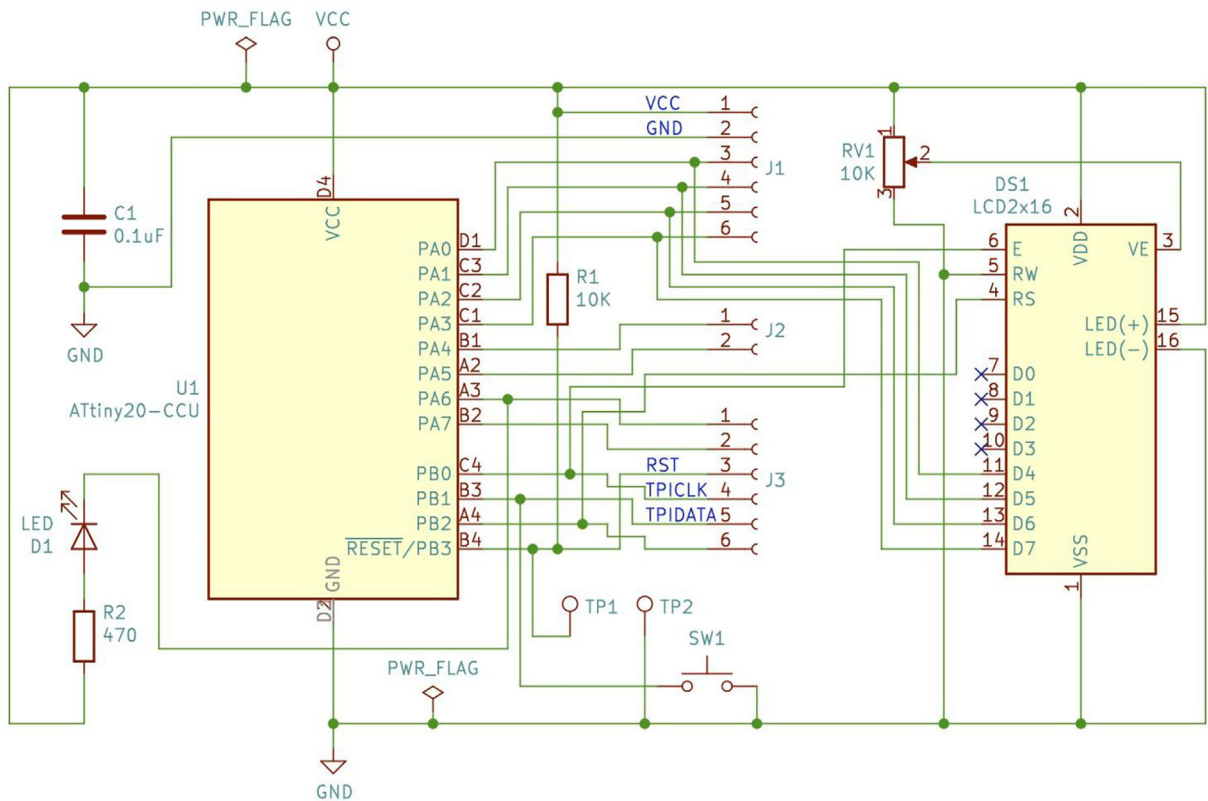 PWR_FLAG
VCC
VCC
1
GND
2
3
J1
4
5
6
D4
VCC
C1
0.1uF
GND
U1
ATtiny20-CCU
PA0
D1
PA1
C3
PA2
C2
PA3
C1
PA4
B1
PA5
A2
PA6
A3
PA7
B2
PB0
C4
PB1
B3
PB2
A4
RESET/PB3
B4
GND
D2
R1
10K
1
J2
2
1
2
RST
3
J3
TPICLK
4
TPIDATA
5
6
RV1
10K
1
2
3
DS1
LCD2x16
2
VDD
6
E
VE
3
5
RW
4
RS
LED(+)
15
LED(-)
16
7
D0
8
D1
9
D2
10
D3
11
D4
12
D5
13
D6
14
D7
VSS
1
LED
D1
R2
470
TP1
TP2
SW1
PWR_FLAG
GND